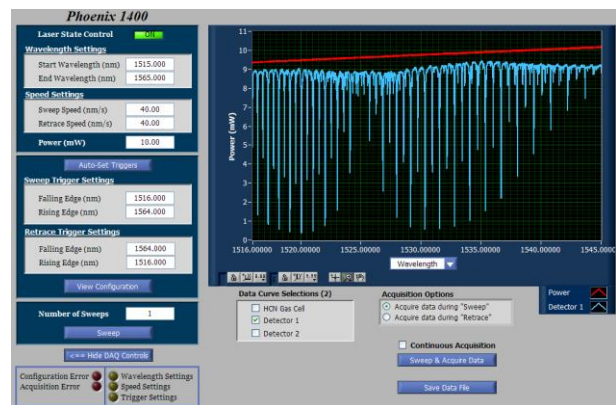 Phoenix 1400
Laser State Control ON
Wavelength Settings
Start Wavelength (nm) 1515.000
End Wavelength (nm) 1565.000
Speed Settings
Sweep Speed (nm/s) 40.00
Retrace Speed (nm/s) 40.00
Power (mW) 10.00
Auto-Set Triggers
Sweep Trigger Settings
Falling Edge (nm) 1516.000
Rising Edge (nm) 1564.000
Retrace Trigger Settings
Falling Edge (nm) 1564.000
Rising Edge (nm) 1516.000
View Configuration
Number of Sweeps 1
Sweep
<== Hide DAQ Controls
Configuration Error
Acquisition Error
Wavelength Settings
Speed Settings
Trigger Settings
Power (mW)
11
10
9
8
7
6
5
4
3
2
1
0
1516.00000 1520.00000 1525.00000 1530.00000 1535.00000 1540.00000 1545.0000
Wavelength
Data Curve Selections (2)
HCN Gas Cell
Detector 1
Detector 2
Acquisition Options
Acquire data during "Sweep"
Acquire data during "Retrace"
Continuous Acquisition
Sweep & Acquire Data
Save Data File
Power
Detector 1